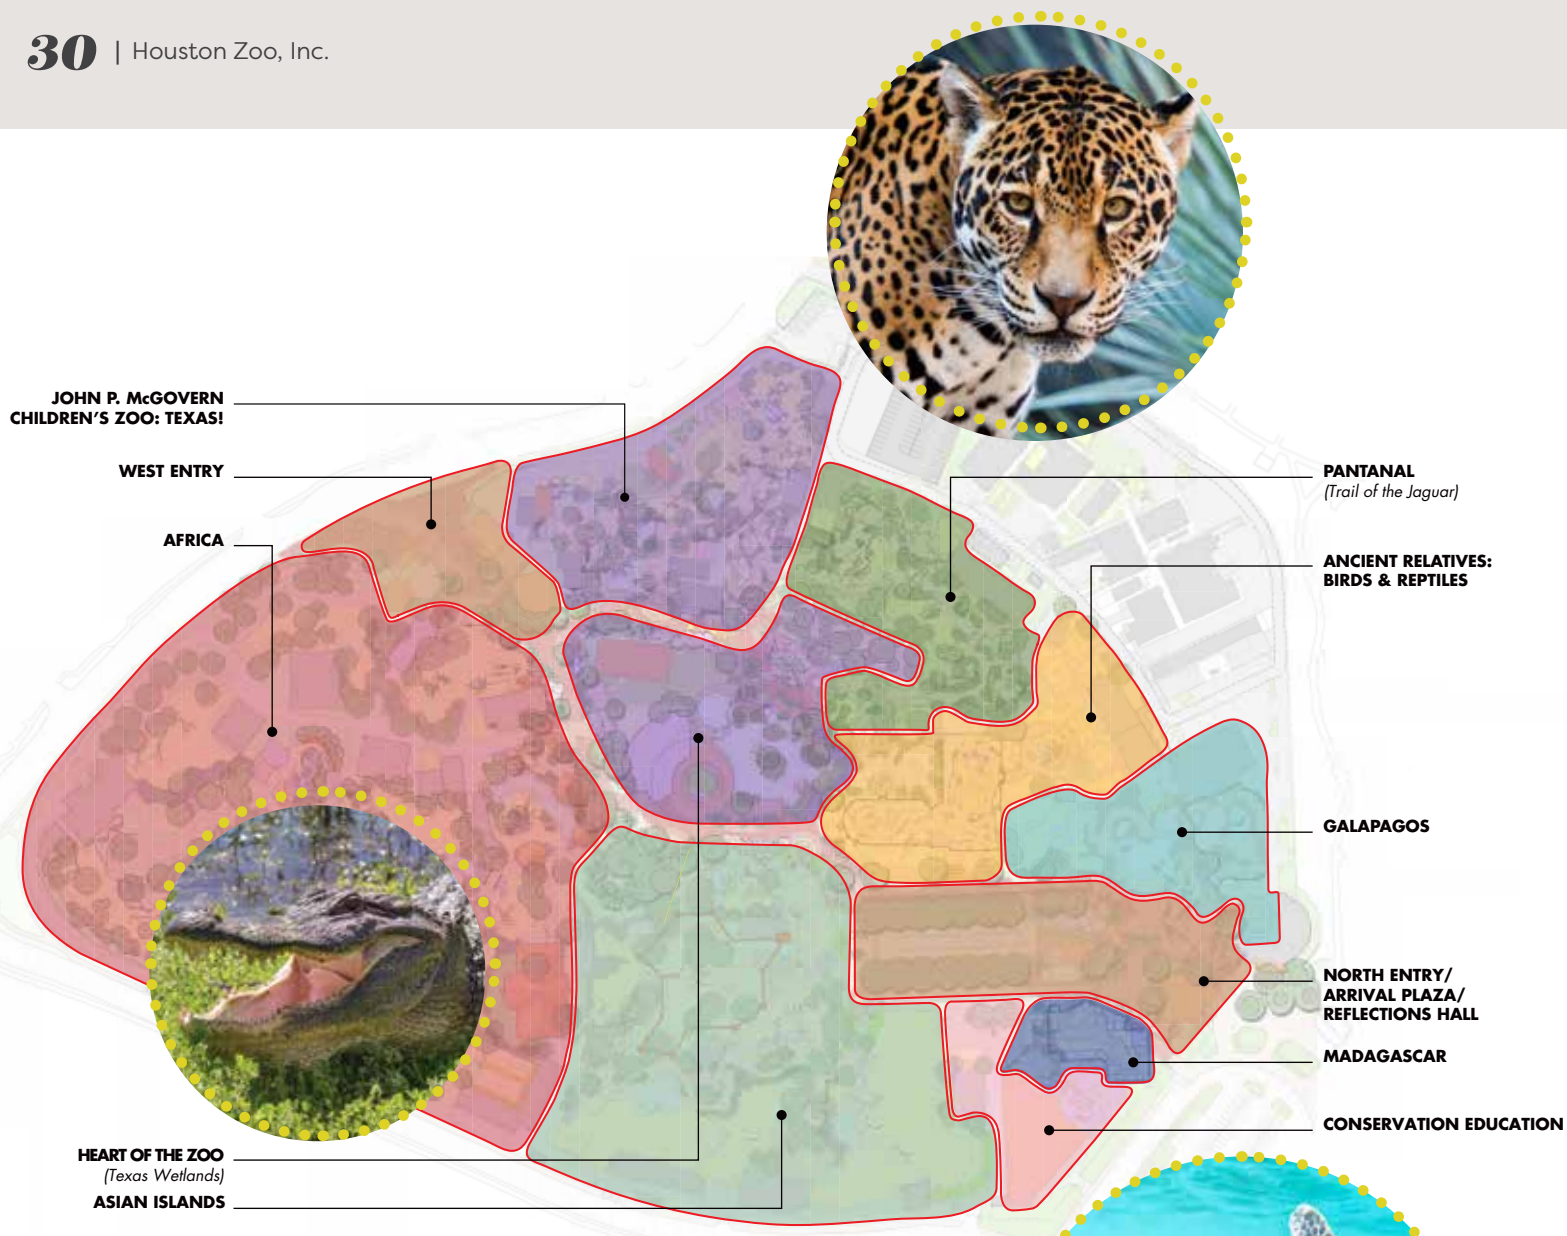 30 | Houston Zoo, Inc.
JOHN P. McGOVERN
CHILDREN'S ZOO: TEXAS!
WEST ENTRY
AFRICA
HEART OF THE ZOO
(Texas Wetlands)
ASIAN ISLANDS
PANTANAL
(Trail of the Jaguar)
ANCIENT RELATIVES:
BIRDS & REPTILES
GALAPAGOS
NORTH ENTRY/
ARRIVAL PLAZA/
REFLECTIONS HALL
MADAGASCAR
CONSERVATION EDUCATION